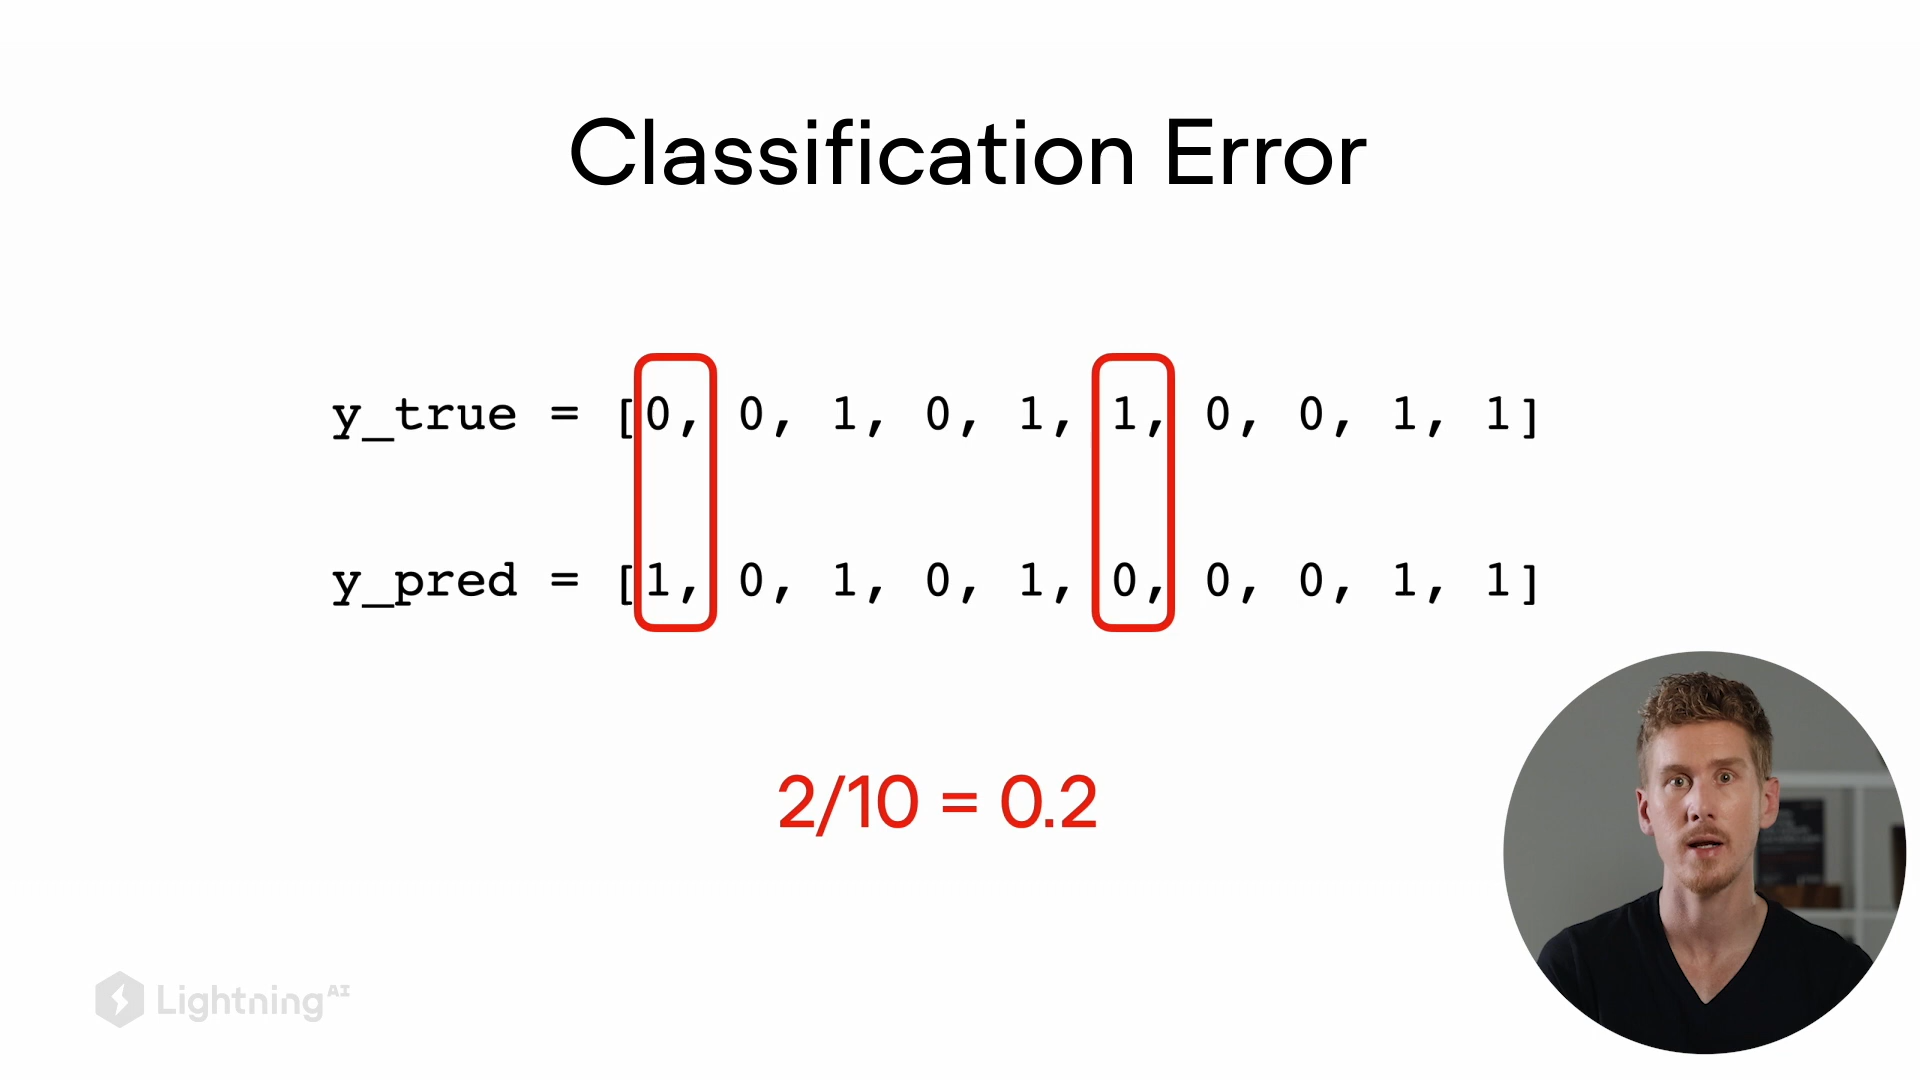 Classification Error
y_true = [0, 0, 1, 0, 1, 1, 0, 0, 1, 1]
y_pred = [1, 0, 1, 0, 1, 0, 0, 0, 1, 1]
2/10 = 0.2
Lightning AI